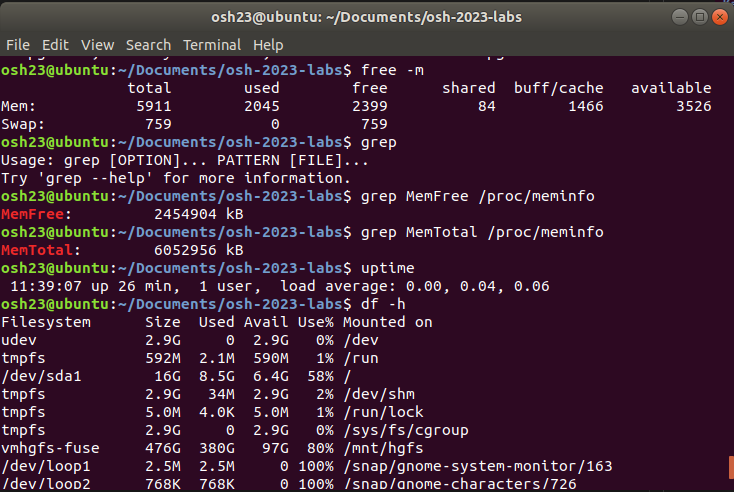 osh23@ubuntu: ~/Documents/osh-2023-labs
File Edit View Search Terminal Help
osh23@ubuntu:~/Documents/osh-2023-labs$ free -m
              total        used        free      shared  buff/cache   available
Mem:           5911        2045        2399          84        1466        3526
Swap:           759           0         759
osh23@ubuntu:~/Documents/osh-2023-labs$ grep
Usage: grep [OPTION]... PATTERN [FILE]...
Try 'grep --help' for more information.
osh23@ubuntu:~/Documents/osh-2023-labs$ grep MemFree /proc/meminfo
MemFree:         2454904 kB
osh23@ubuntu:~/Documents/osh-2023-labs$ grep MemTotal /proc/meminfo
MemTotal:        6052956 kB
osh23@ubuntu:~/Documents/osh-2023-labs$ uptime
 11:39:07 up 26 min,  1 user,  load average: 0.00, 0.04, 0.06
osh23@ubuntu:~/Documents/osh-2023-labs$ df -h
Filesystem      Size  Used Avail Use% Mounted on
udev            2.9G     0  2.9G   0% /dev
tmpfs           592M  2.1M  590M   1% /run
/dev/sda1        16G  8.5G  6.4G  58% /
tmpfs           2.9G   34M  2.9G   2% /dev/shm
tmpfs           5.0M  4.0K  5.0M   1% /run/lock
tmpfs           2.9G     0  2.9G   0% /sys/fs/cgroup
vmhgfs-fuse     476G  380G   97G  80% /mnt/hgfs
/dev/loop1      2.5M  2.5M     0 100% /snap/gnome-system-monitor/163
/dev/loop2      768K  768K     0 100% /snap/gnome-characters/726